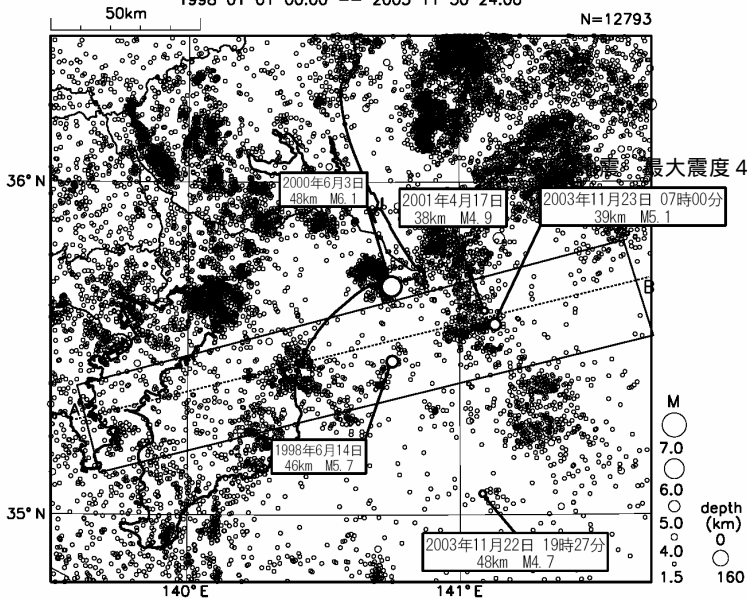 1998 01 01 00:00 -- 2003 11 30 24:00
50km
N=12793
36°N
震 最大震度４
2000年6月3日
48km M6.1
2001年4月17日
38km M4.9
2003年11月23日 07時00分
39km M5.1
B
A
1998年6月14日
46km M5.7
35°N
2003年11月22日 19時27分
48km M4.7
140°E
141°E
M
7.0
6.0
5.0
4.0
1.5
depth
(km)
0
160